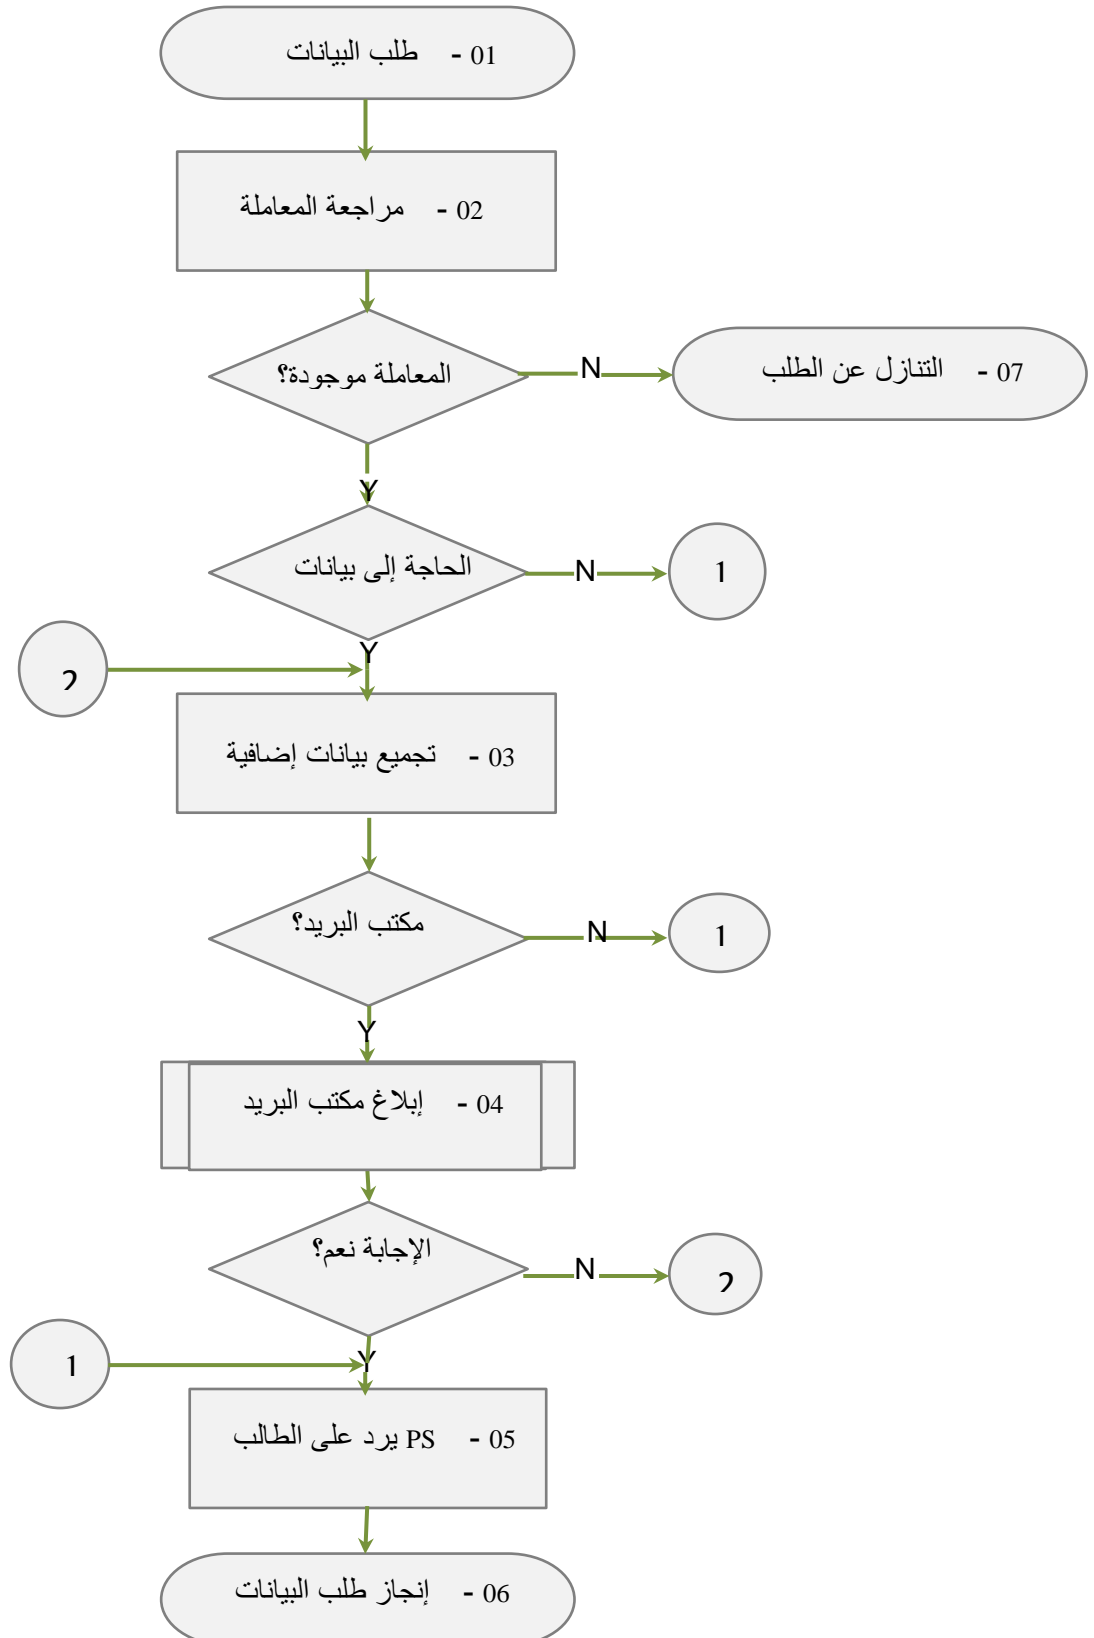 01 - طلب البيانات
02 - مراجعة المعاملة
المعاملة موجودة؟
N
07 - التنازل عن الطلب
Y
الحاجة إلى بيانات
N
1
Y
2
03 - تجميع بيانات إضافية
مكتب البريد؟
N
1
Y
04 - إبلاغ مكتب البريد
الإجابة نعم؟
N
2
Y
1
05 - PS يرد على الطالب
06 - إنجاز طلب البيانات